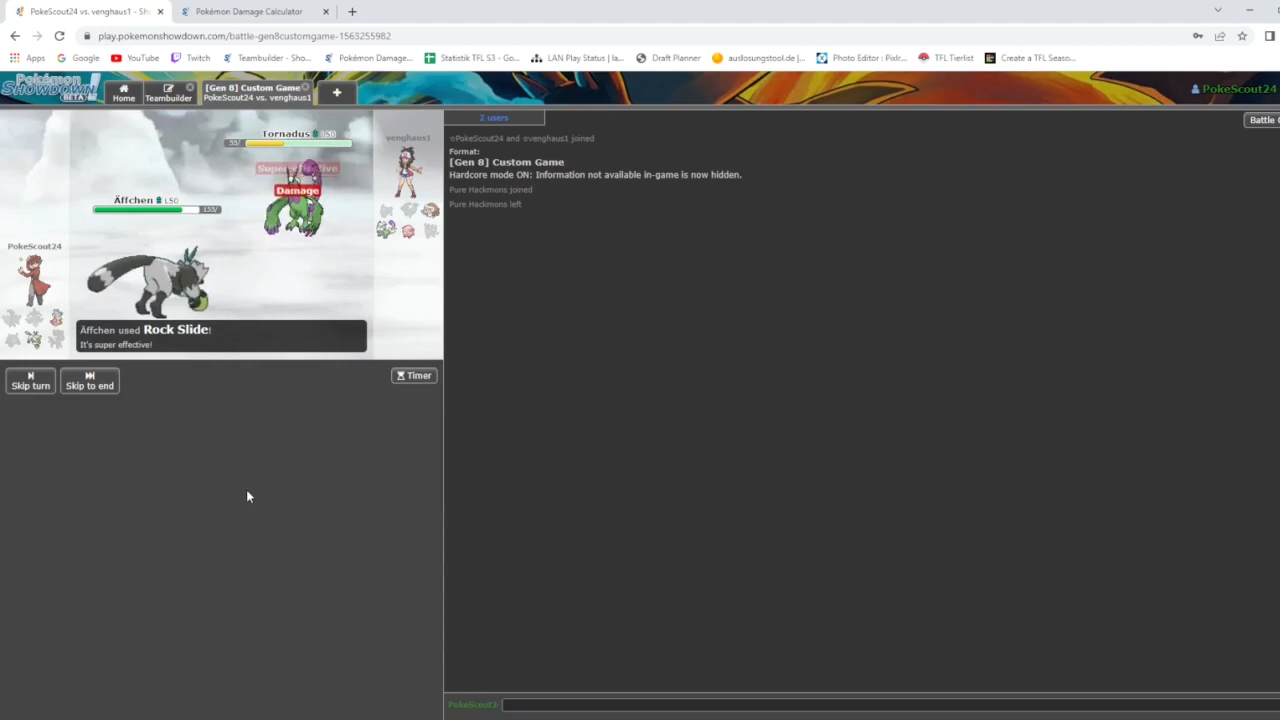 PokeScout24 vs. venghaus1 - Sh
Pokémon Damage Calculator
play.pokemonshowdown.com/battle-gen8customgame-1563255982
Apps
Google
YouTube
Twitch
Teambuilder - Sho...
Pokémon Damage...
Statistik TFL S3 - Go...
LAN Play Status | la...
Draft Planner
auslosungstool.de |...
Photo Editor : Pixlr...
TFL Tierlist
Create a TFL Seaso...
Pokémon
SHOWDOWN!
BETA
Home
Teambuilder
[Gen 8] Custom Game
PokeScout24 vs. venghaus1
PokeScout24
2 users
Battle
☆PokeScout24 and ☆venghaus1 joined
Format:
[Gen 8] Custom Game
Hardcore mode ON: Information not available in-game is now hidden.
Pure Hackmons joined
Pure Hackmons left
Tornadus L50
Super-effective
Damage
venghaus1
Äffchen L50
155/
PokeScout24
Äffchen used Rock Slide!
It's super effective!
Skip turn
Skip to end
Timer